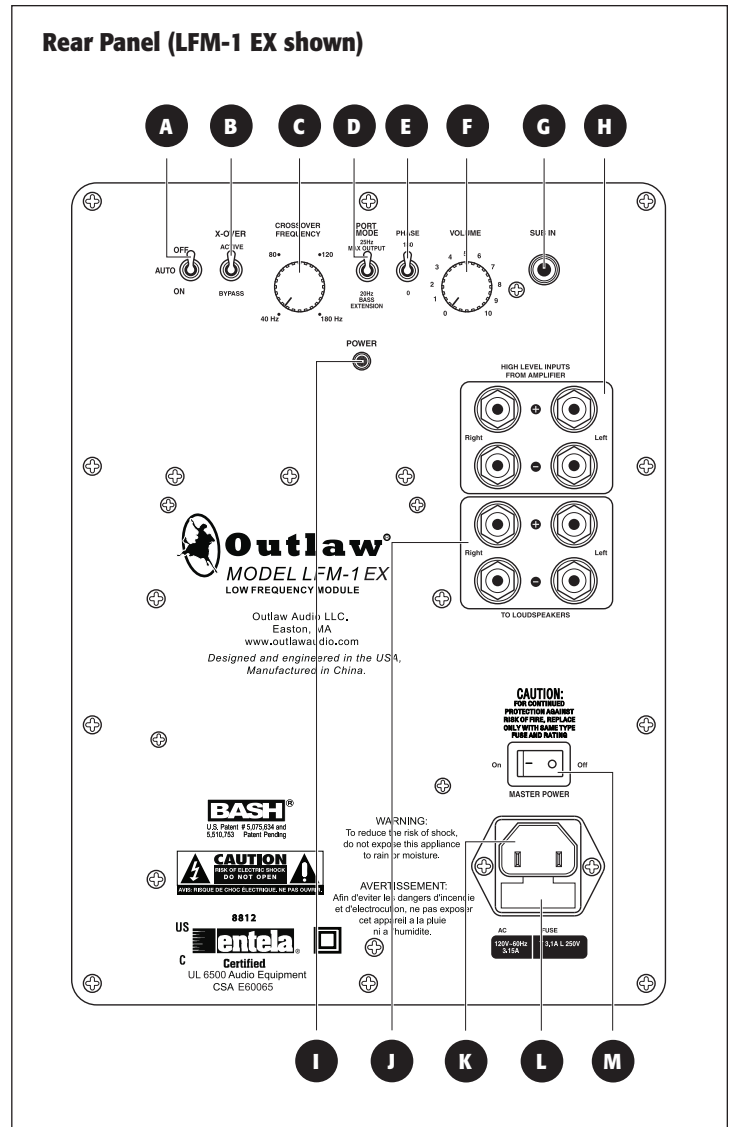 Rear Panel (LFM-1 EX shown)
A
B
C
D
E
F
G
H
X-OVER
CROSSOVER
FREQUENCY
PORT
MODE
PHASE
VOLUME
SUB IN
OFF
AUTO
ON
ACTIVE
BYPASS
80
120
40 Hz
180 Hz
25Hz
MAX OUTPUT
20Hz
BASS
EXTENSION
180
0
0
1
2
3
4
5
6
7
8
9
10
POWER
HIGH LEVEL INPUTS
FROM AMPLIFIER
+
Right
Left
-
+
Right
Left
-
TO LOUDSPEAKERS
Outlaw®
MODEL LFM-1 EX
LOW FREQUENCY MODULE
Outlaw Audio LLC.
Easton, MA
www.outlawaudio.com
Designed and engineered in the USA,
Manufactured in China.
CAUTION:
FOR CONTINUED
PROTECTION AGAINST
RISK OF FIRE, REPLACE
ONLY WITH SAME TYPE
FUSE AND RATING
On
Off
MASTER POWER
BASH®
U.S. Patent # 5,075,634 and
5,510,753 Patent Pending
CAUTION
RISK OF ELECTRIC SHOCK
DO NOT OPEN
AVIS: RISQUE DE CHOC ÉLECTRIQUE, NE PAS OUVRIR.
WARNING:
To reduce the risk of shock,
do not expose this appliance
to rain or moisture.
AVERTISSEMENT:
Afin d'eviter les dangers d'incendie
et d'electrocution, ne pas exposer
cet appareil a la pluie
ni a l'humidite.
8812
US
C
entela
Certified
UL 6500 Audio Equipment
CSA E60065
AC
120V~60Hz
3.15A
FUSE
3,1A L 250V
I
J
K
L
M